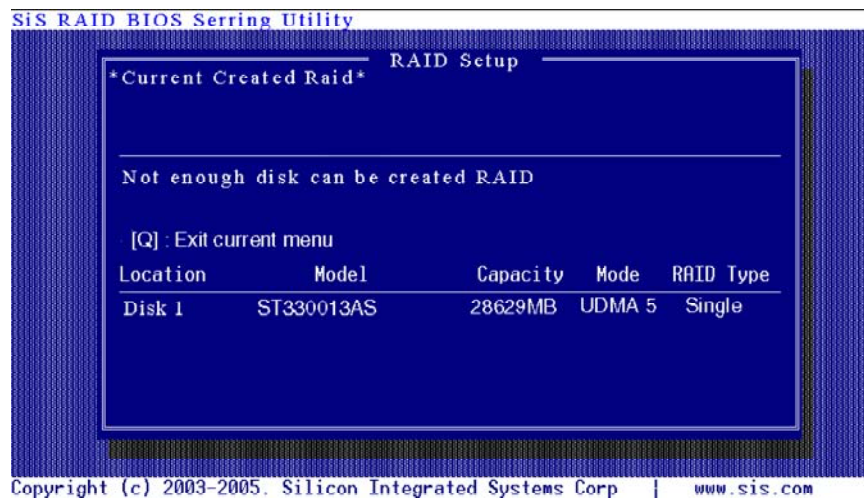 SiS RAID BIOS Serring Utility
RAID Setup
*Current Created Raid*
Not enough disk can be created RAID
[Q] : Exit current menu
Location Model Capacity Mode RAID Type
Disk 1 ST330013AS 28629MB UDMA 5 Single
Copyright (c) 2003-2005. Silicon Integrated Systems Corp | www.sis.com